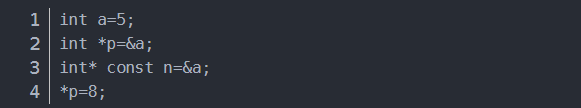 1 int a=5;
2 int *p=&a;
3 int* const n=&a;
4 *p=8;